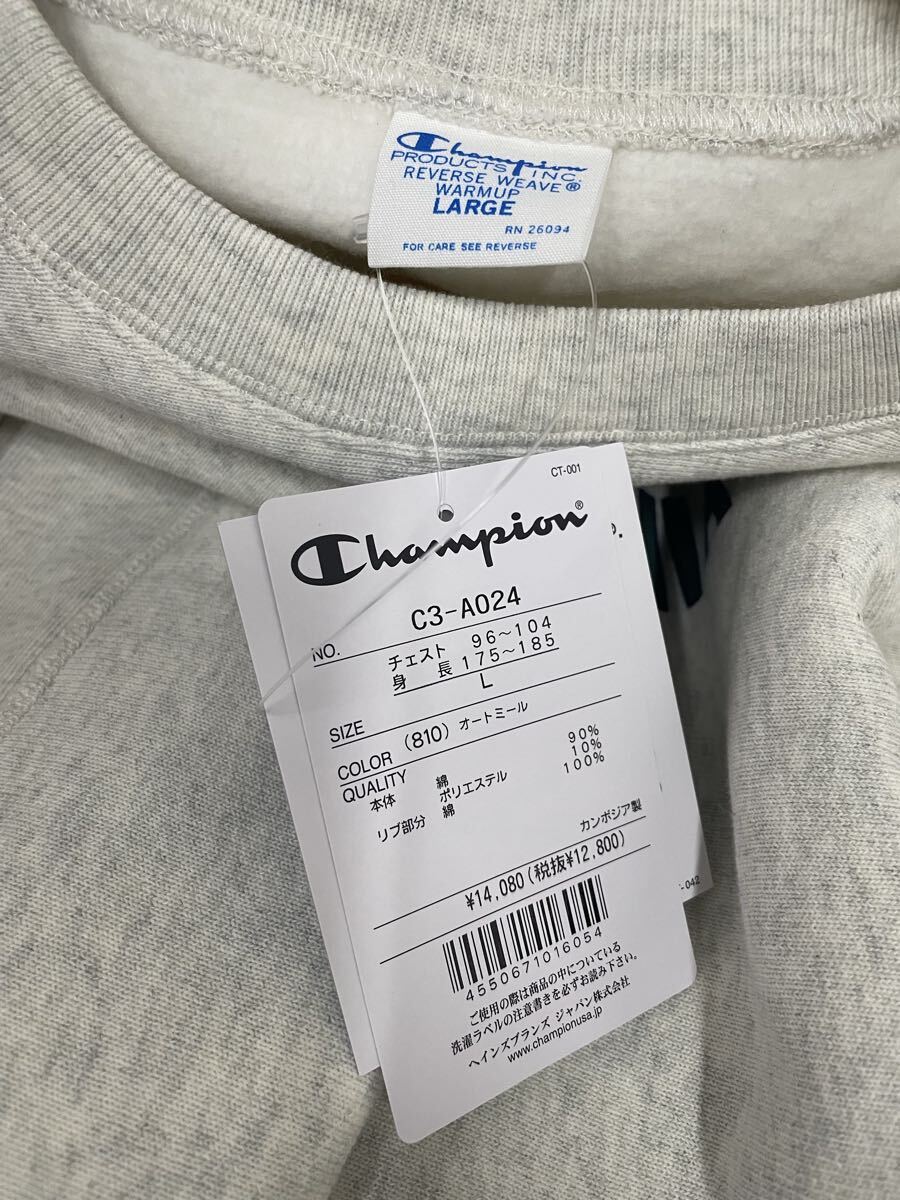 Champion
PRODUCTS INC.
REVERSE WEAVE®
WARMUP
LARGE
RN 26094
FOR CARE SEE REVERSE
CT-001
Champion®
NO. C3-A024
チェスト 96～104
身長 175～185
SIZE L
COLOR (810) オートミール
QUALITY
本体 綿 90%
ポリエステル 10%
リブ部分 綿 100%
カンボジア製
¥14,080(税抜¥12,800)
4550671016054
ご使用の際は商品の中についている
洗濯ラベルの注意書きを必ずお読み下さい。
ヘインズブランズ ジャパン株式会社
www.championusa.jp
-042